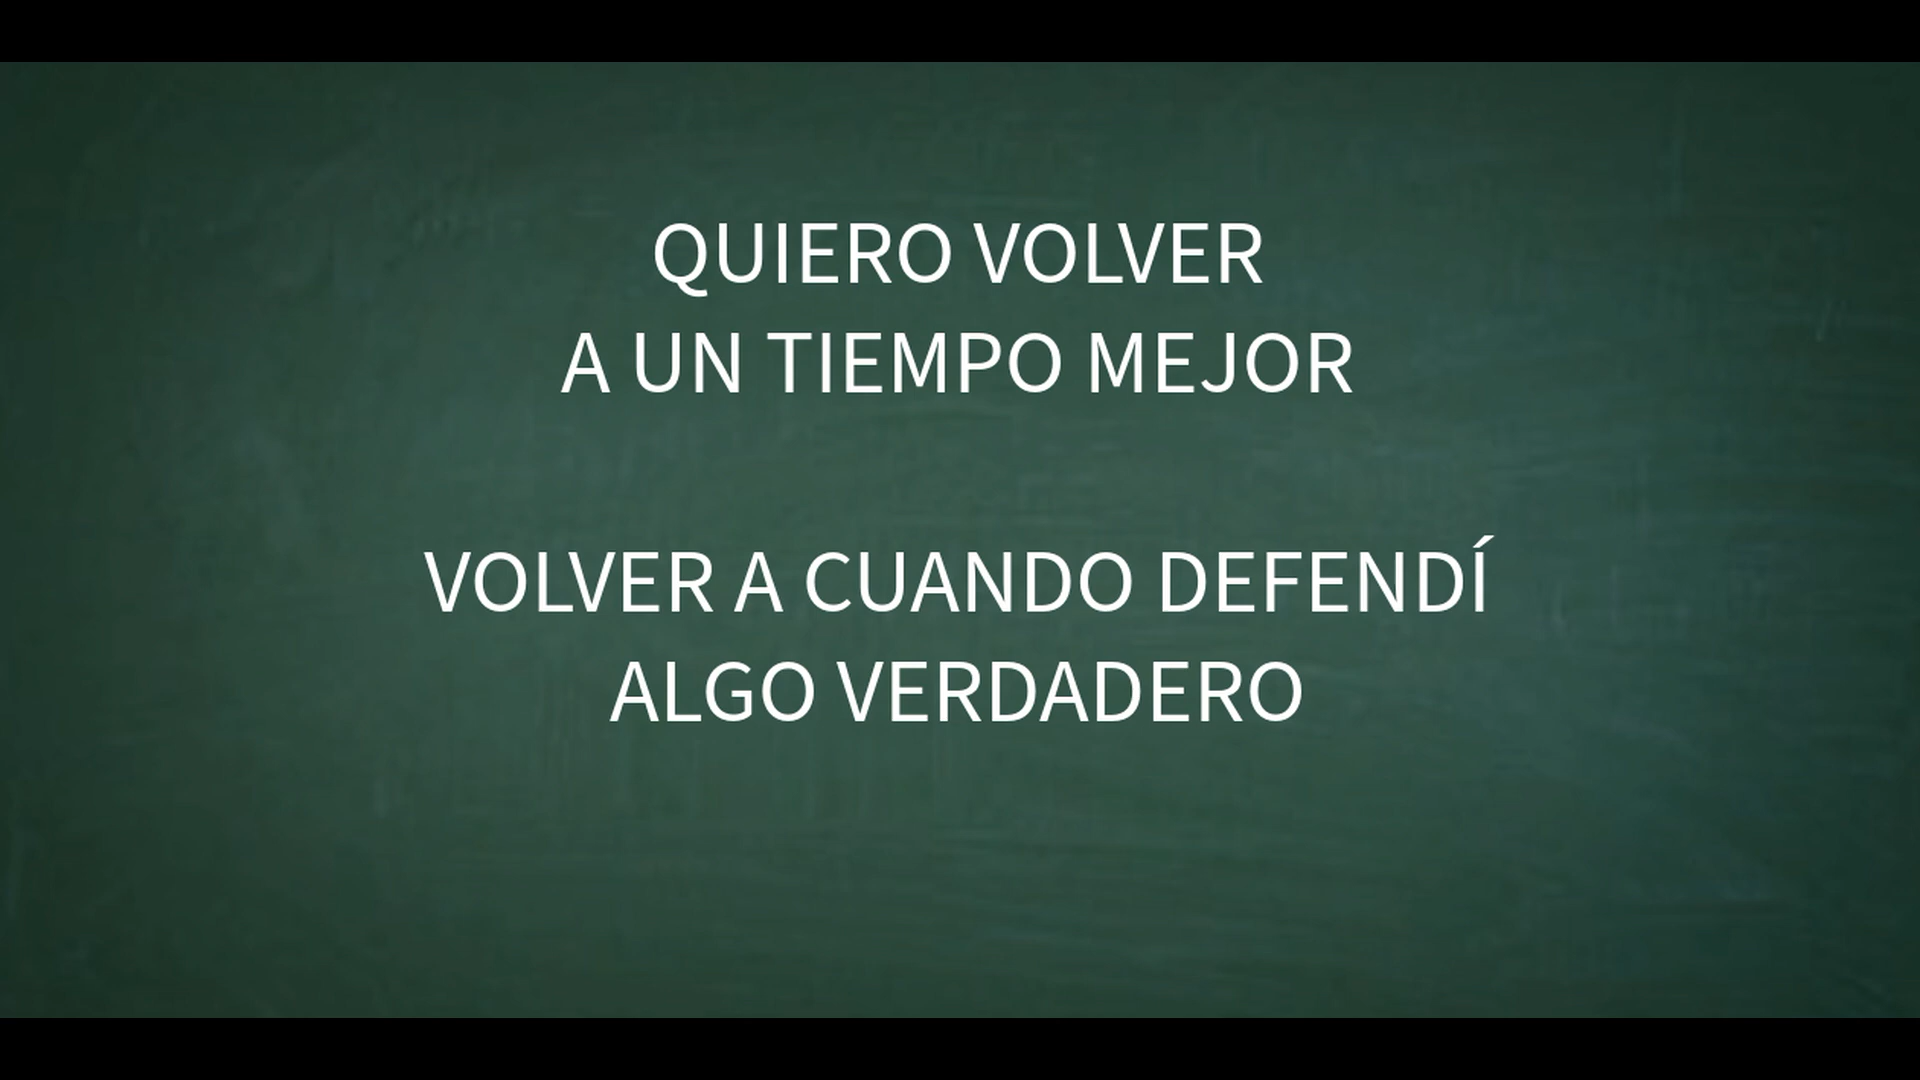 QUIERO VOLVER
A UN TIEMPO MEJOR
VOLVER A CUANDO DEFENDÍ
ALGO VERDADERO